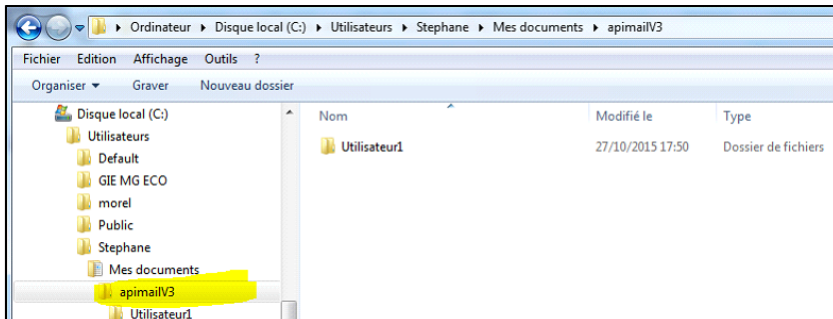 Ordinateur ▸ Disque local (C:) ▸ Utilisateurs ▸ Stephane ▸ Mes documents ▸ apimailV3
Fichier Edition Affichage Outils ?
Organiser Graver Nouveau dossier
Disque local (C:)
Utilisateurs
Default
GIE MG ECO
morel
Public
Stephane
Mes documents
apimailV3
Utilisateur1
Nom Modifié le Type
Utilisateur1 27/10/2015 17:50 Dossier de fichiers